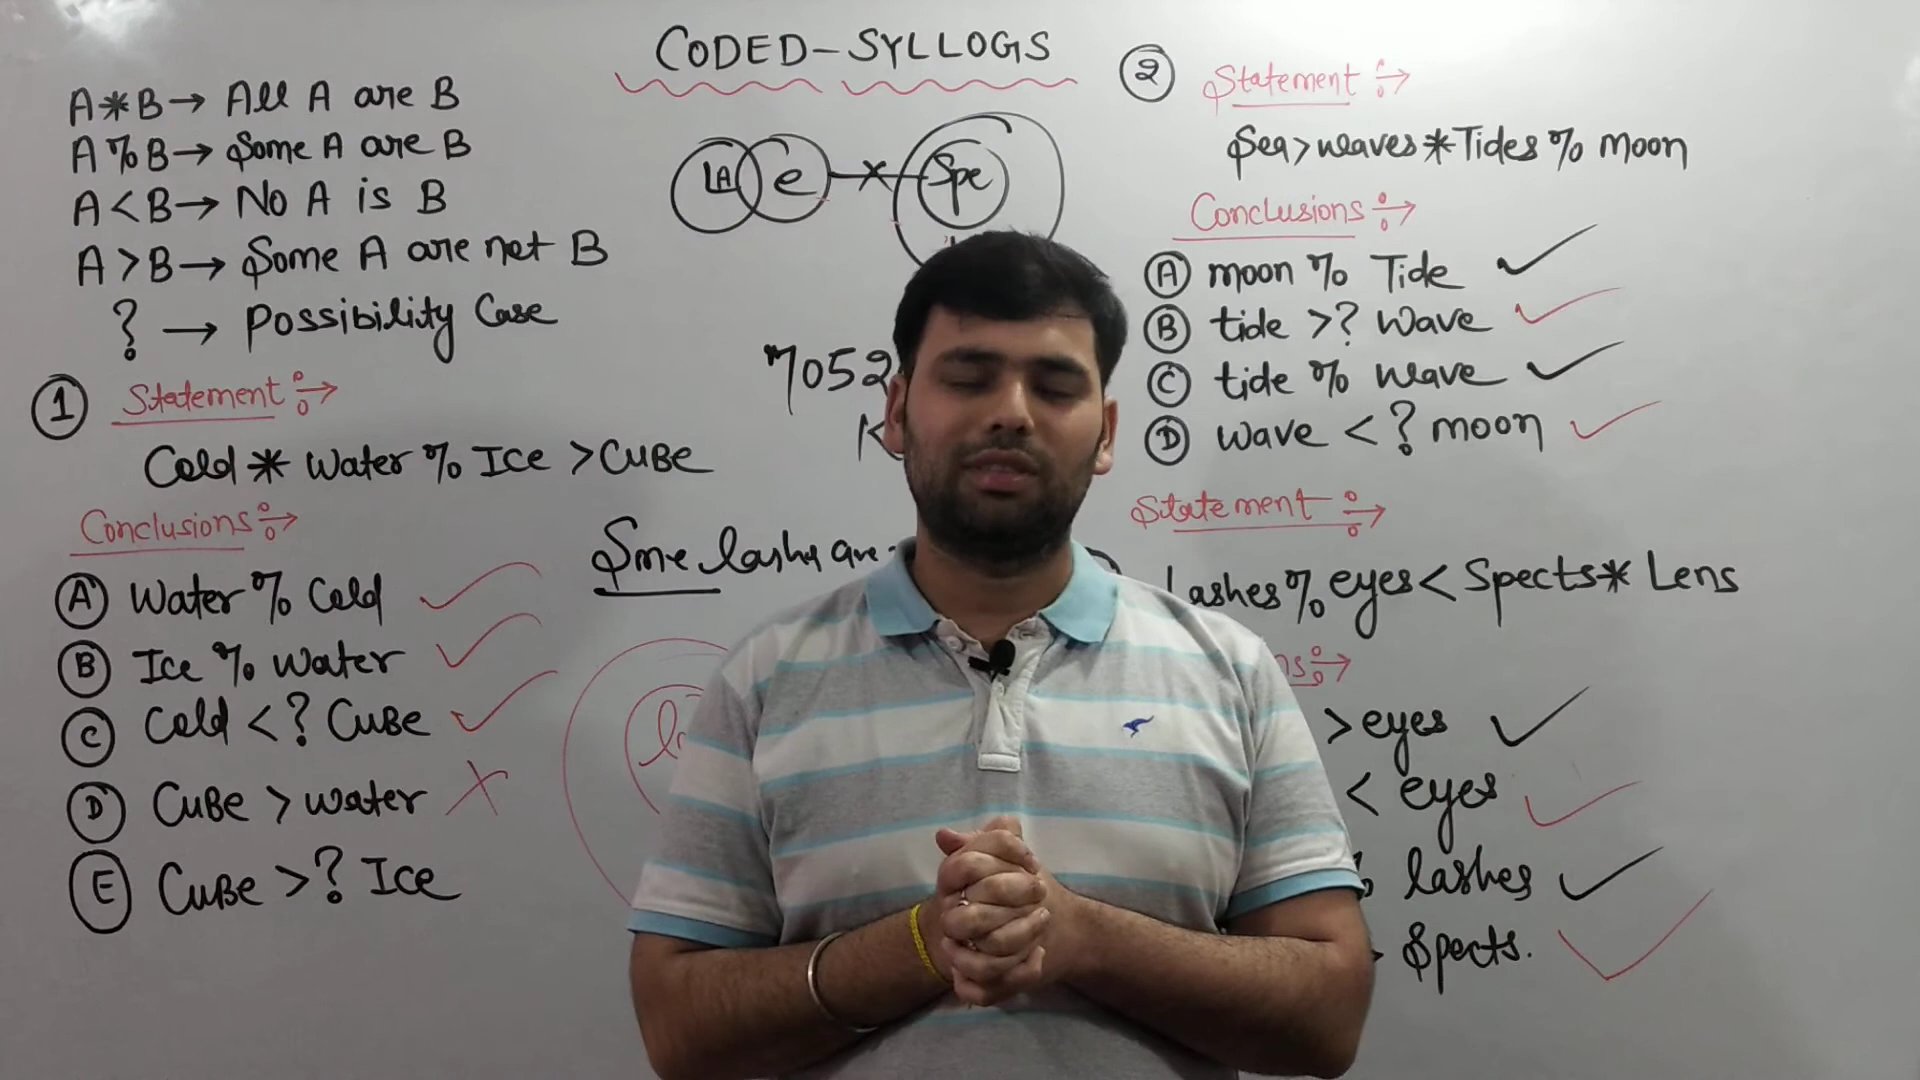 CODED-SYLLOGS
A*B→ All A are B
A%B→ Some A are B
A<B→ No A is B
A>B→ Some A are not B
? → Possibility Case
① Statement÷→
Cold * Water % Ice >CuBe
Conclusions÷→
Ⓐ Water % Cold
Ⓑ Ice % Water
Ⓒ Cold <? CuBe
Ⓓ CuBe > water
Ⓔ CuBe >? Ice
LA e Spe
7052
K
Some lashes are
② Statement÷→
Sea>waves*Tides % moon
Conclusions÷→
Ⓐ moon % Tide
Ⓑ tide >? Wave
Ⓒ tide % wave
Ⓓ wave <? moon
Statement÷→
Lashes%eyes<Spects*Lens
ns÷→
>eyes
< eyes
% lashes
Spects.